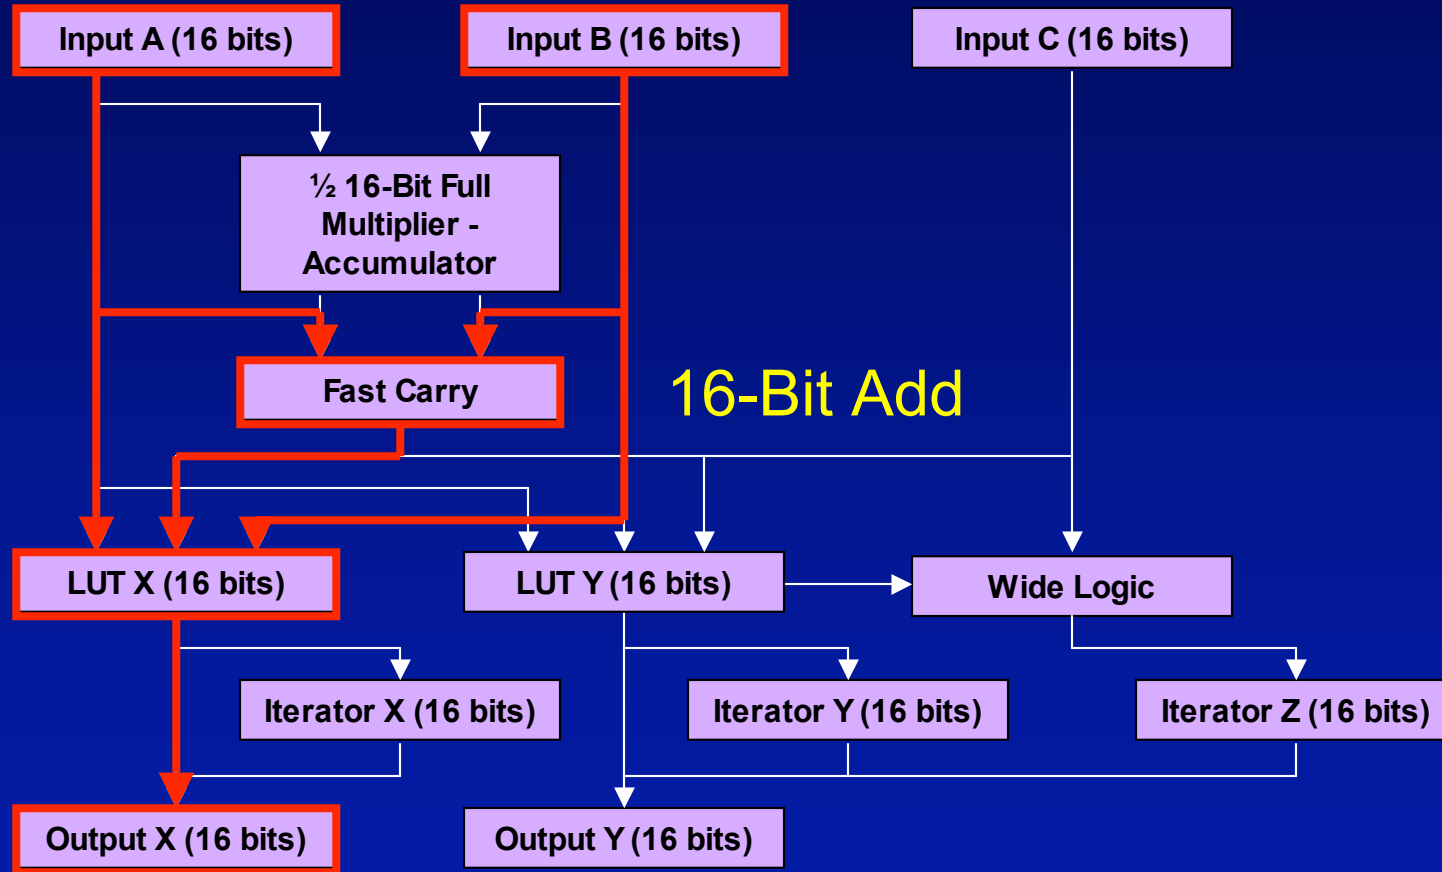 Input A (16 bits)
Input B (16 bits)
Input C (16 bits)
½ 16-Bit Full
Multiplier -
Accumulator
Fast Carry
16-Bit Add
LUT X (16 bits)
LUT Y (16 bits)
Wide Logic
Iterator X (16 bits)
Iterator Y (16 bits)
Iterator Z (16 bits)
Output X (16 bits)
Output Y (16 bits)